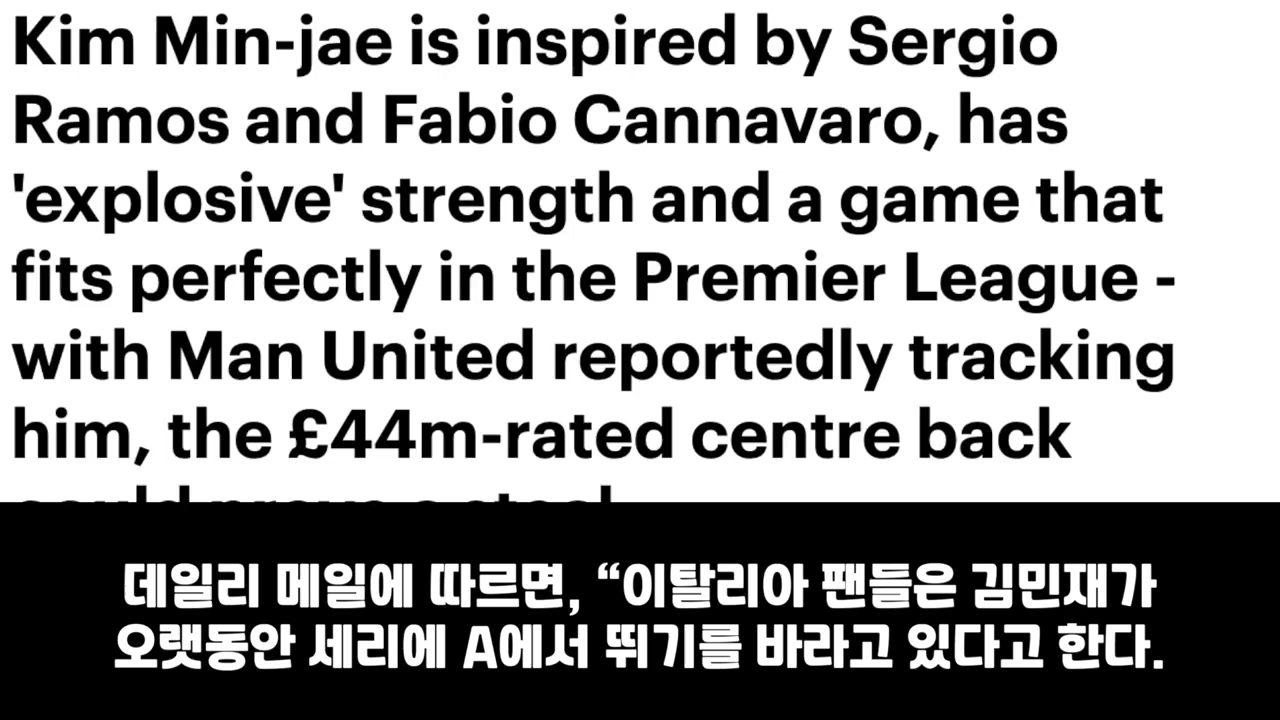 Kim Min-jae is inspired by Sergio
Ramos and Fabio Cannavaro, has
'explosive' strength and a game that
fits perfectly in the Premier League -
with Man United reportedly tracking
him, the £44m-rated centre back
could prove a steal
데일리 메일에 따르면, “이탈리아 팬들은 김민재가
오랫동안 세리에 A에서 뛰기를 바라고 있다고 한다.